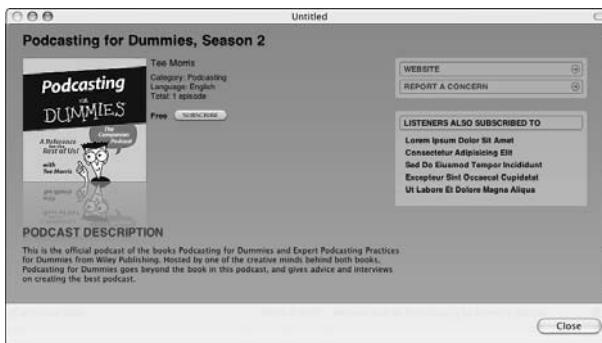 Untitled
Podcasting for Dummies, Season 2
Podcasting
FOR
DUMMIES
The
Companion
Podcast
A Reference
for the
Rest of Us!
with
Tee Morris
Tee Morris
Category: Podcasting
Language: English
Total: 1 episode
Free SUBSCRIBE
WEBSITE
REPORT A CONCERN
LISTENERS ALSO SUBSCRIBED TO
Lorem Ipsum Dolor Sit Amet
Consectetur Adipisicing Elit
Sed Do Eiusmod Tempor Incididunt
Excepteur Sint Occaecat Cupidatat
Ut Labore Et Dolore Magna Aliqua
PODCAST DESCRIPTION
This is the official podcast of the books Podcasting for Dummies and Expert Podcasting Practices
for Dummies from Wiley Publishing. Hosted by one of the creative minds behind both books,
Podcasting for Dummies goes beyond the book in this podcast, and gives advice and interviews
on creating the best podcast.
Close